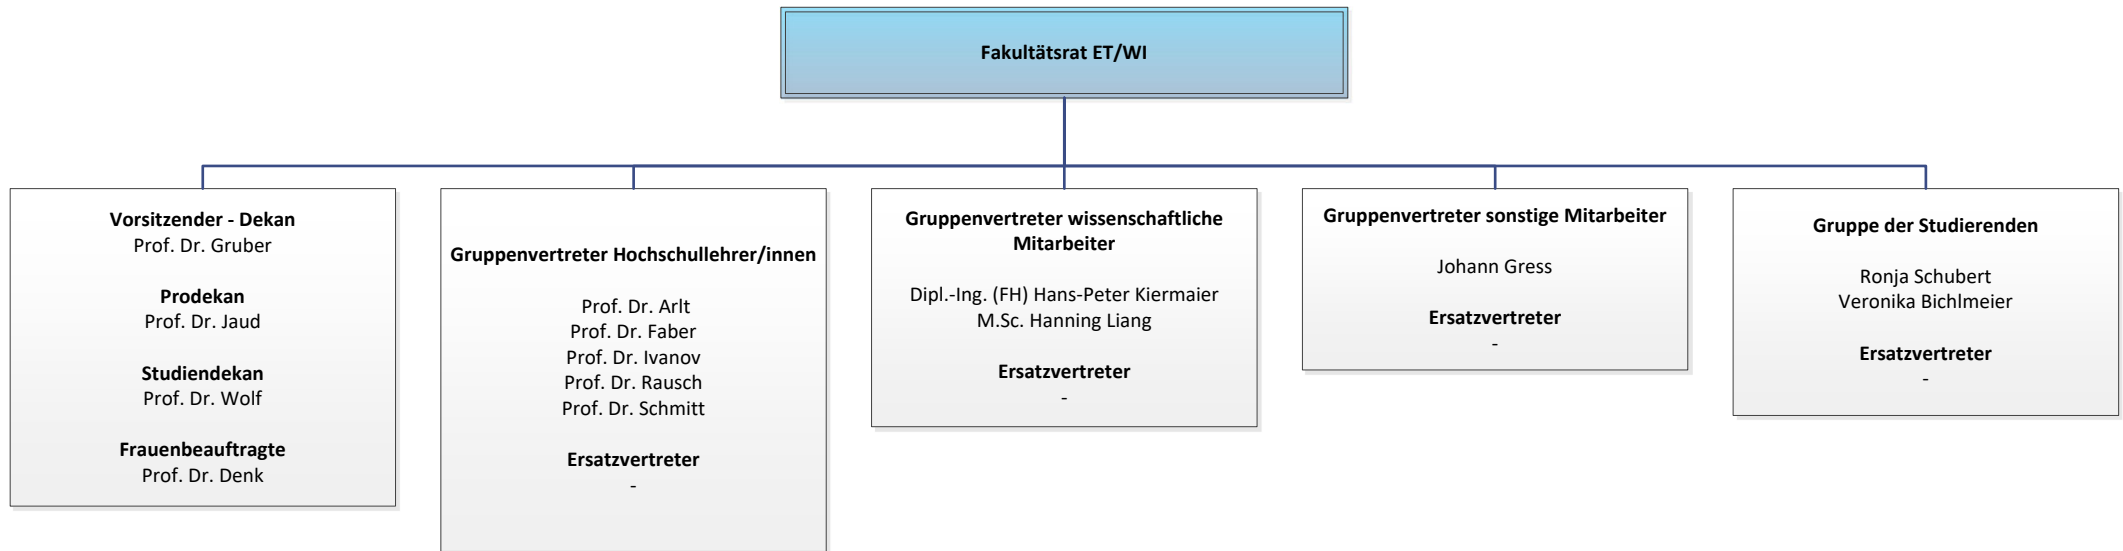 Fakultätsrat ET/WI
Vorsitzender - Dekan
Prof. Dr. Gruber
Prodekan
Prof. Dr. Jaud
Studiendekan
Prof. Dr. Wolf
Frauenbeauftragte
Prof. Dr. Denk
Gruppenvertreter Hochschullehrer/innen
Prof. Dr. Arlt
Prof. Dr. Faber
Prof. Dr. Ivanov
Prof. Dr. Rausch
Prof. Dr. Schmitt
Ersatzvertreter
-
Gruppenvertreter wissenschaftliche
Mitarbeiter
Dipl.-Ing. (FH) Hans-Peter Kiermaier
M.Sc. Hanning Liang
Ersatzvertreter
-
Gruppenvertreter sonstige Mitarbeiter
Johann Gress
Ersatzvertreter
-
Gruppe der Studierenden
Ronja Schubert
Veronika Bichlmeier
Ersatzvertreter
-